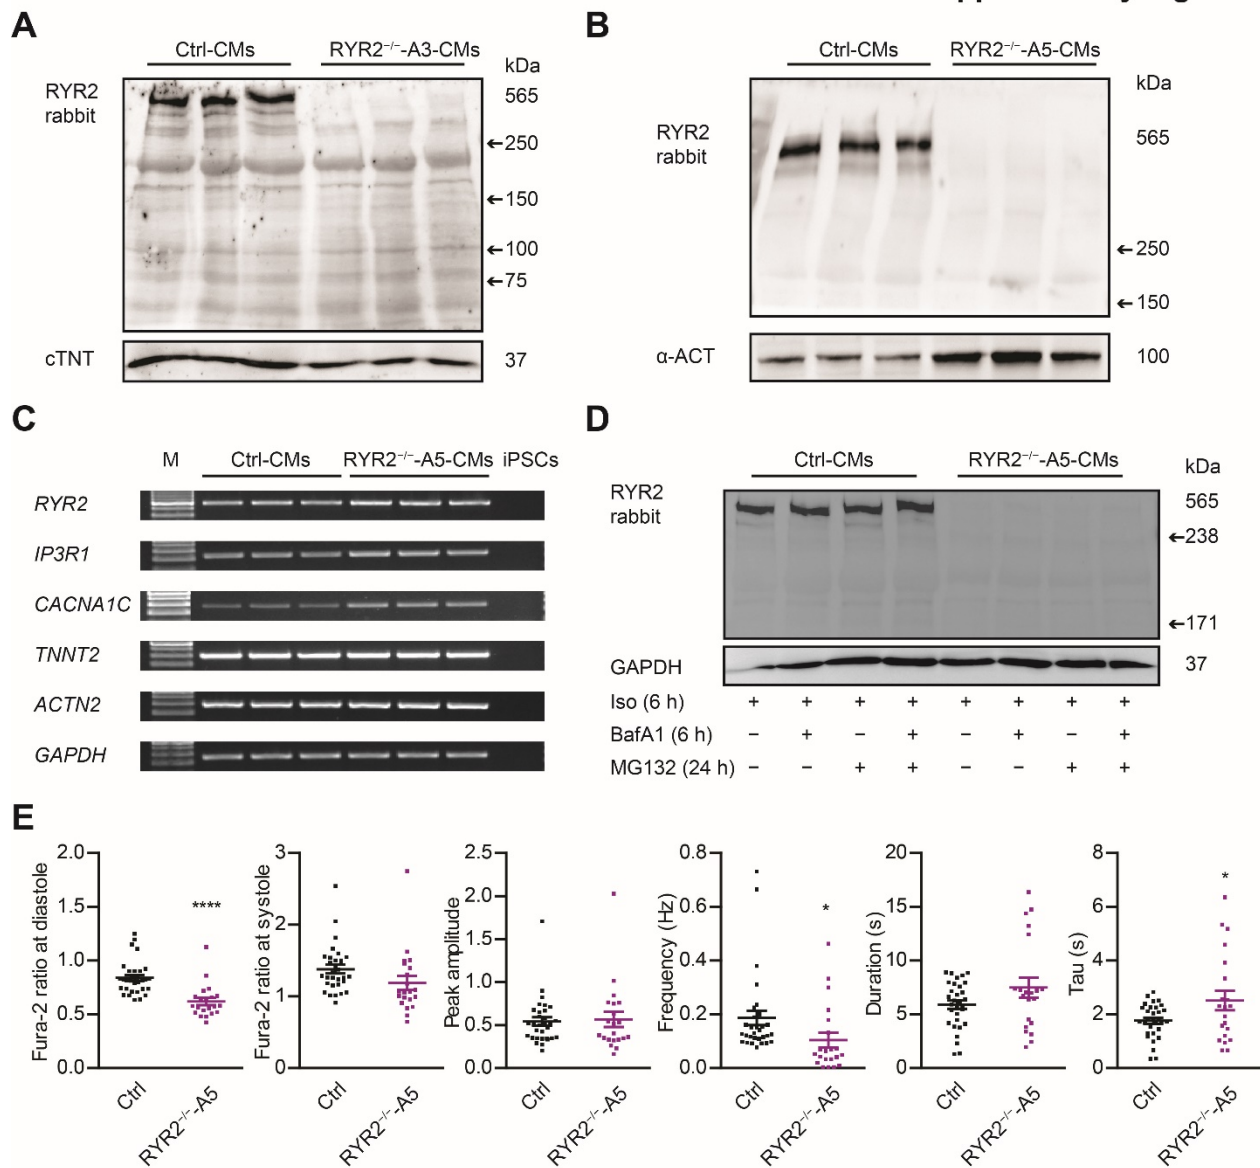 A
Ctrl-CMs RYR2⁻/⁻-A3-CMs
kDa
RYR2
rabbit
565
←250
←150
←100
←75
cTNT 37
B
Ctrl-CMs RYR2⁻/⁻-A5-CMs
kDa
RYR2
rabbit
565
←250
←150
α-ACT 100
C
M Ctrl-CMs RYR2⁻/⁻-A5-CMs iPSCs
RYR2
IP3R1
CACNA1C
TNNT2
ACTN2
GAPDH
D
Ctrl-CMs RYR2⁻/⁻-A5-CMs
kDa
RYR2
rabbit
565
←238
←171
GAPDH 37
Iso (6 h) + + + + + + + +
BafA1 (6 h) – + – + – + – +
MG132 (24 h) – – + + – – + +
E
Fura-2 ratio at diastole
2.0
1.5
1.0
0.5
0.0
****
Ctrl
RYR2⁻/⁻-A5
Fura-2 ratio at systole
3
2
1
0
Ctrl
RYR2⁻/⁻-A5
Peak amplitude
2.5
2.0
1.5
1.0
0.5
0.0
Ctrl
RYR2⁻/⁻-A5
Frequency (Hz)
0.8
0.6
0.4
0.2
0.0
*
Ctrl
RYR2⁻/⁻-A5
Duration (s)
20
15
10
5
0
Ctrl
RYR2⁻/⁻-A5
Tau (s)
8
6
4
2
0
*
Ctrl
RYR2⁻/⁻-A5